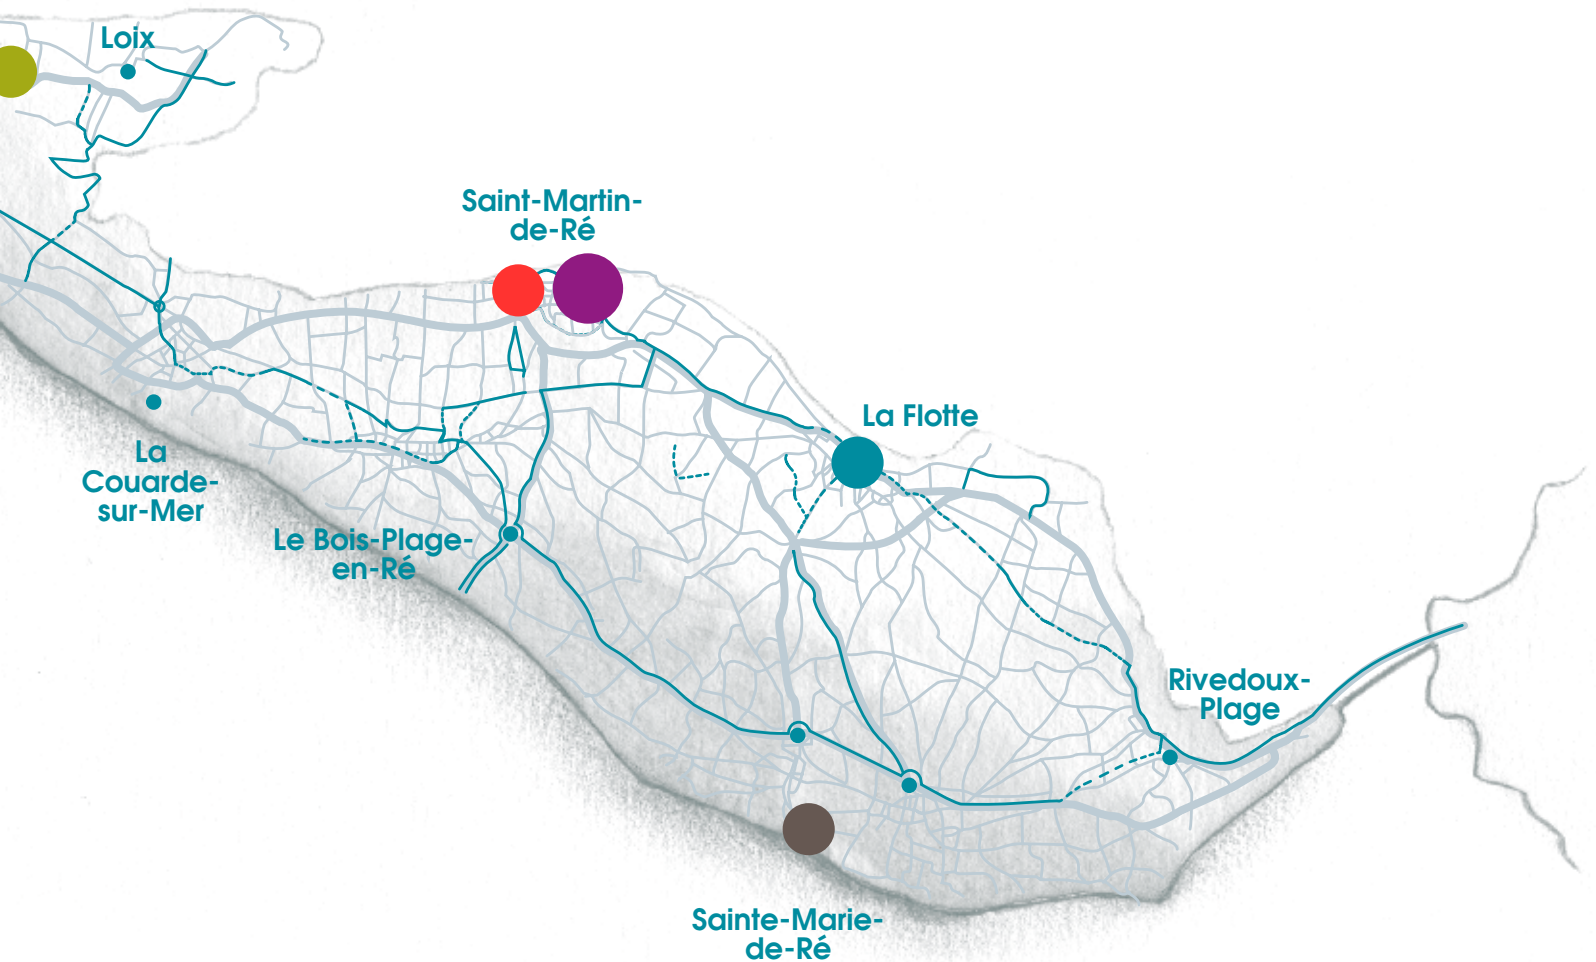 Loix
Saint-Martin-
de-Ré
La Flotte
La
Couarde-
sur-Mer
Le Bois-Plage-
en-Ré
Rivedoux-
Plage
Sainte-Marie-
de-Ré